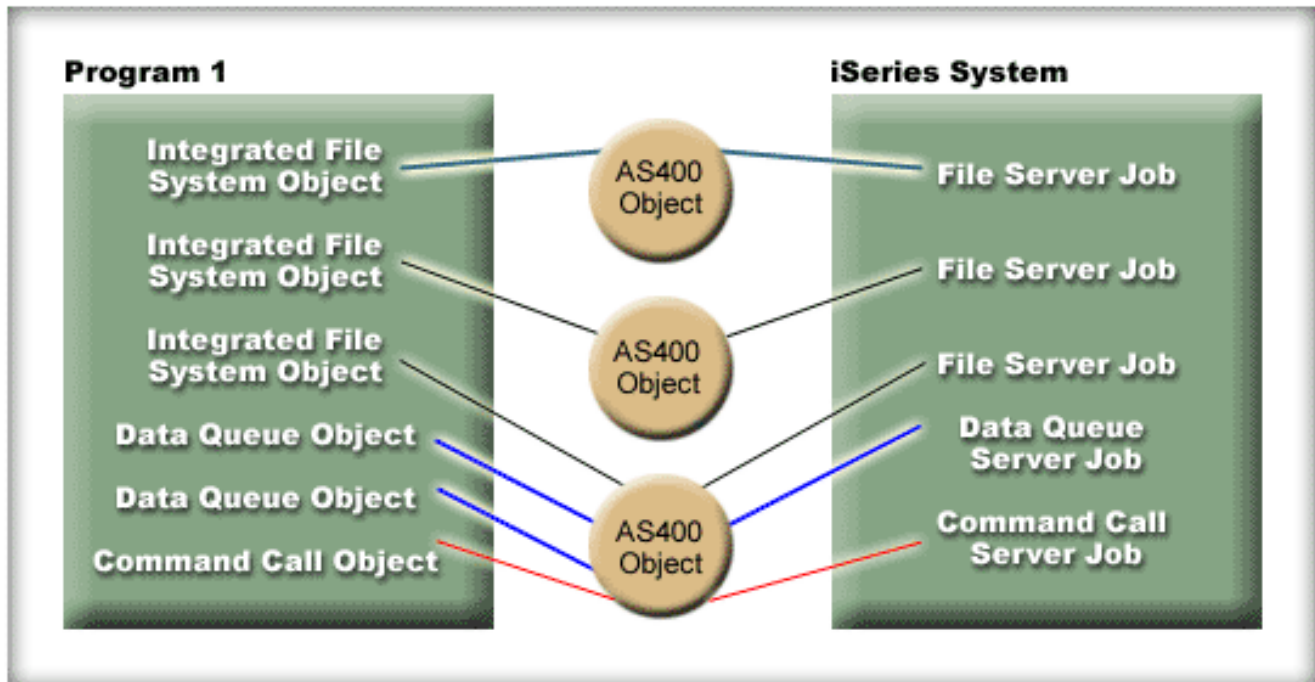 Program 1
Integrated File
System Object
Integrated File
System Object
Integrated File
System Object
Data Queue Object
Data Queue Object
Command Call Object
AS400
Object
AS400
Object
AS400
Object
iSeries System
File Server Job
File Server Job
File Server Job
Data Queue
Server Job
Command Call
Server Job